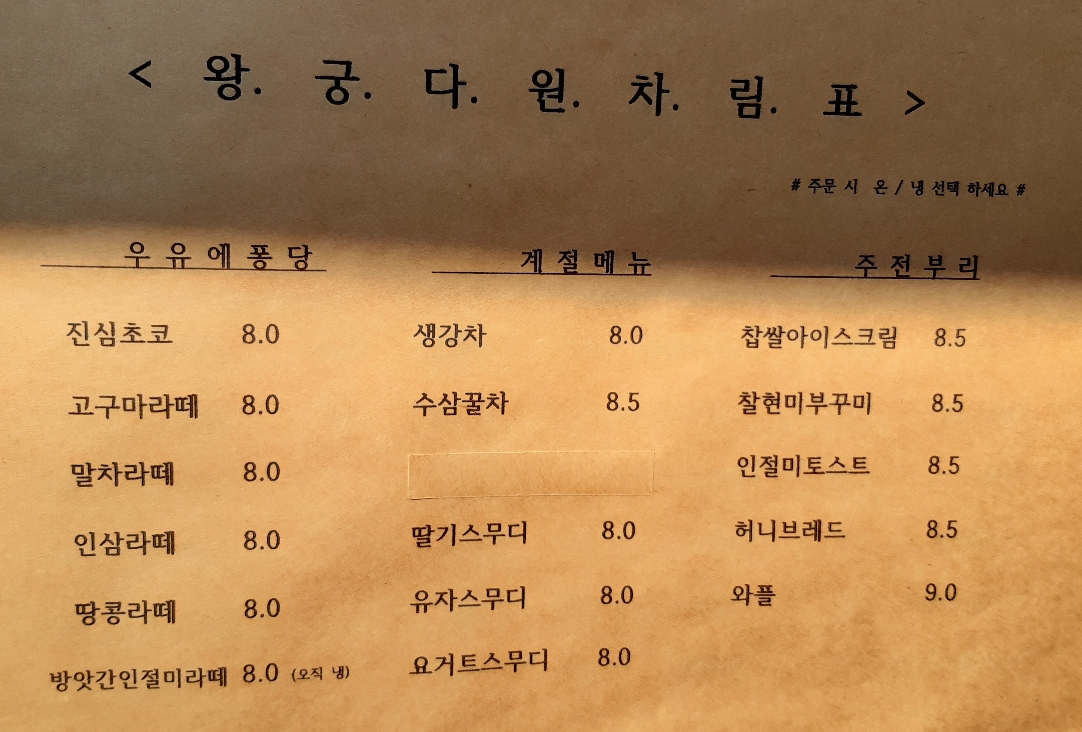 < 왕. 궁. 다. 원. 차. 림. 표 >
# 주문 시 온 / 냉 선택 하세요 #
우유에퐁당
진심초코 8.0
고구마라떼 8.0
말차라떼 8.0
인삼라떼 8.0
땅콩라떼 8.0
방앗간인절미라떼 8.0 (오직 냉)
계절메뉴
생강차 8.0
수삼꿀차 8.5
딸기스무디 8.0
유자스무디 8.0
요거트스무디 8.0
주전부리
찹쌀아이스크림 8.5
찰현미부꾸미 8.5
인절미토스트 8.5
허니브레드 8.5
와플 9.0